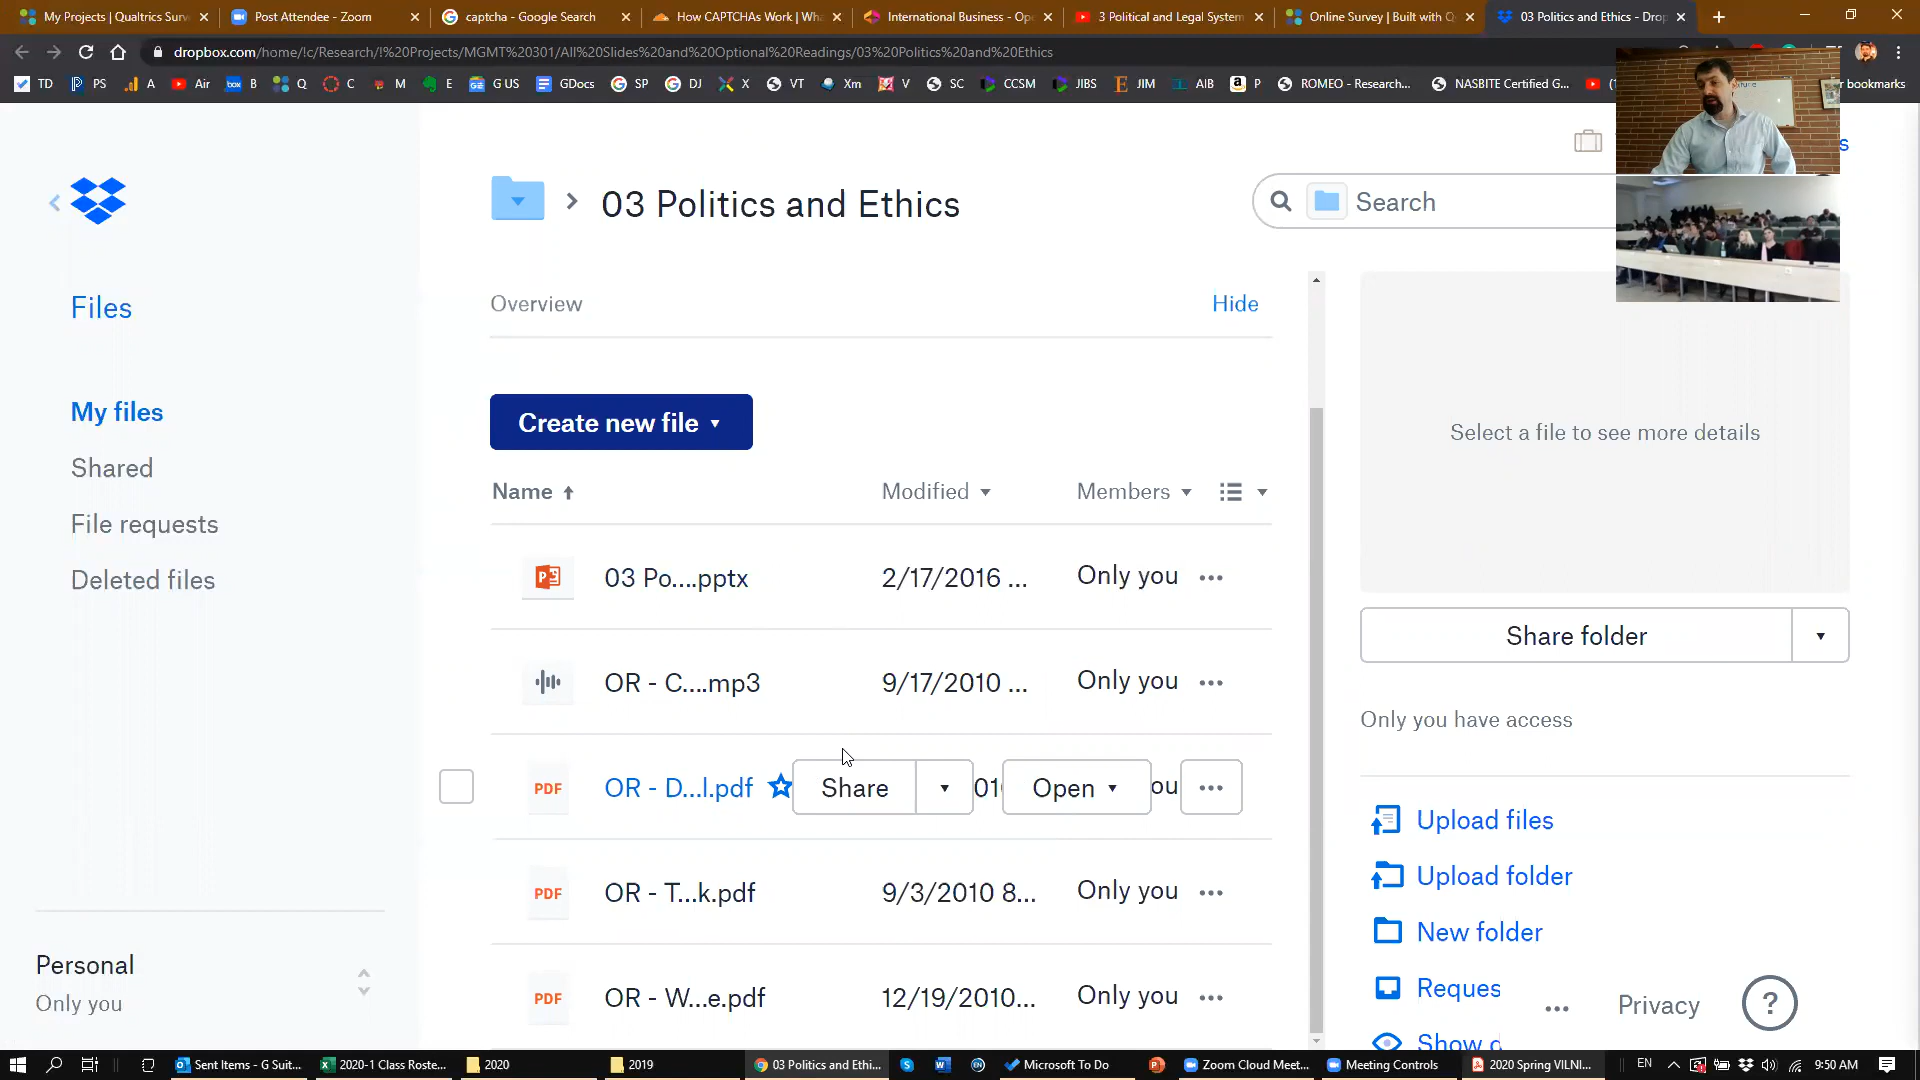 My Projects | Qualtrics Surv
Post Attendee - Zoom
captcha - Google Search
How CAPTCHAs Work | Wha
International Business - Op
3 Political and Legal System
Online Survey | Built with Q
03 Politics and Ethics - Drop
dropbox.com/home/!c/Research/!%20Projects/MGMT%20301/All%20Slides%20and%20Optional%20Readings/03%20Politics%20and%20Ethics
TD PS A Air B Q C M E G US GDocs SP DJ X VT Xm V SC CCSM JIBS JIM AIB P ROMEO - Research... NASBITE Certified G... r bookmarks
03 Politics and Ethics
Search
Files
My files
Shared
File requests
Deleted files
Personal
Only you
Overview
Hide
Create new file
Name
Modified
Members
03 Po....pptx 2/17/2016 ... Only you
OR - C....mp3 9/17/2010 ... Only you
OR - D...l.pdf Share 01 Open ou
OR - T...k.pdf 9/3/2010 8... Only you
OR - W...e.pdf 12/19/2010... Only you
Select a file to see more details
Share folder
Only you have access
Upload files
Upload folder
New folder
Reques
Show d
Privacy
?
Sent Items - G Suit...
2020-1 Class Roste...
2020
2019
03 Politics and Ethi...
Microsoft To Do
Zoom Cloud Meet...
Meeting Controls
2020 Spring VILNI...
EN
9:50 AM